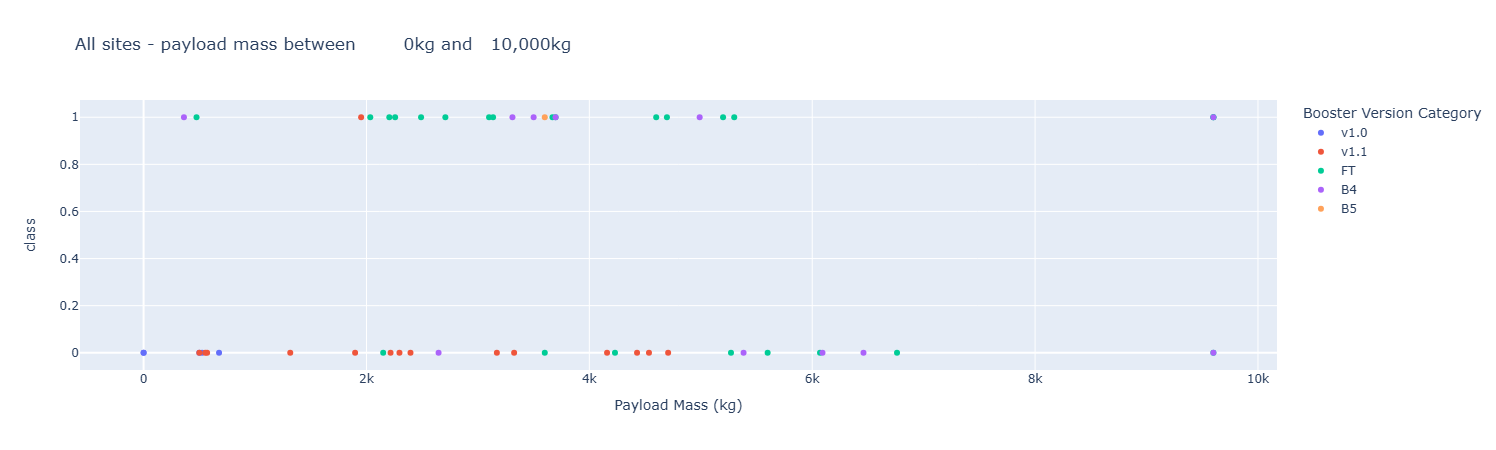 All sites - payload mass between 0kg and 10,000kg
Booster Version Category
v1.0
v1.1
FT
B4
B5
class
1
0.8
0.6
0.4
0.2
0
0 2k 4k 6k 8k 10k
Payload Mass (kg)